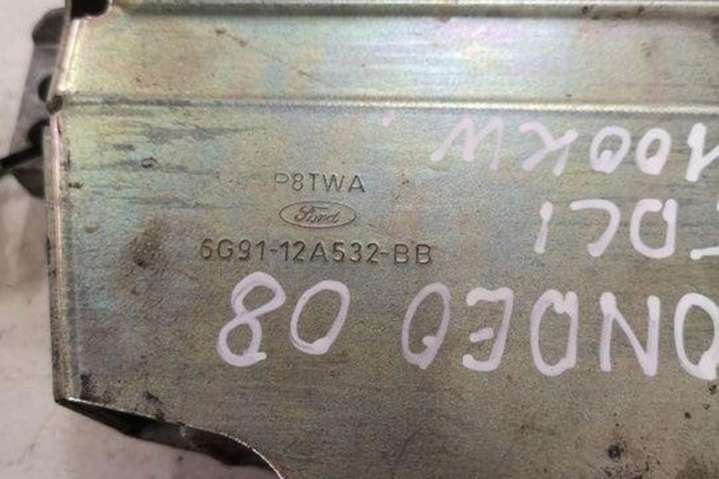 P8TWA
Ford
6G91-12A532-BB
ONDEO 08
TDCI
100KW